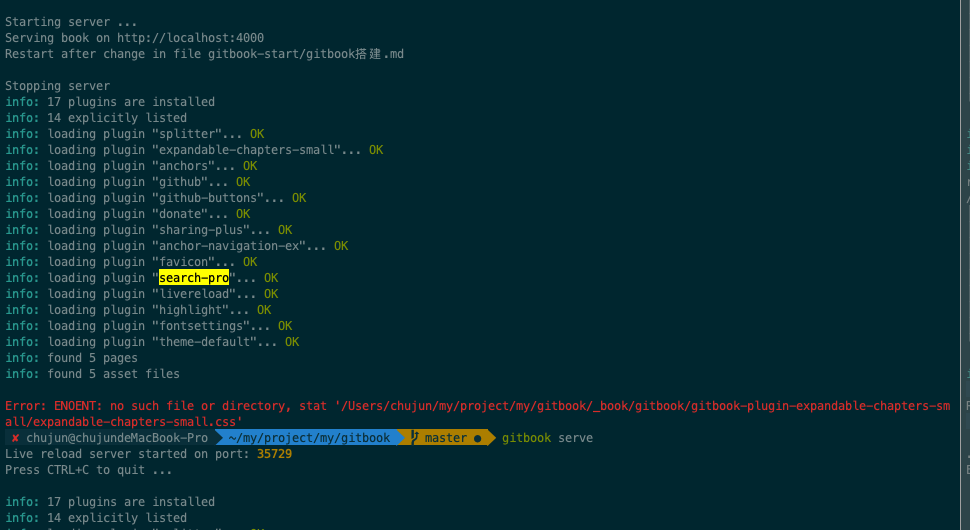 Starting server ...
Serving book on http://localhost:4000
Restart after change in file gitbook-start/gitbook搭建.md
Stopping server
info: 17 plugins are installed
info: 14 explicitly listed
info: loading plugin "splitter"... OK
info: loading plugin "expandable-chapters-small"... OK
info: loading plugin "anchors"... OK
info: loading plugin "github"... OK
info: loading plugin "github-buttons"... OK
info: loading plugin "donate"... OK
info: loading plugin "sharing-plus"... OK
info: loading plugin "anchor-navigation-ex"... OK
info: loading plugin "favicon"... OK
info: loading plugin "search-pro"... OK
info: loading plugin "livereload"... OK
info: loading plugin "highlight"... OK
info: loading plugin "fontsettings"... OK
info: loading plugin "theme-default"... OK
info: found 5 pages
info: found 5 asset files
Error: ENOENT: no such file or directory, stat '/Users/chujun/my/project/my/gitbook/_book/gitbook/gitbook-plugin-expandable-chapters-sm
all/expandable-chapters-small.css'
✘ chujun@chujundeMacBook-Pro ~/my/project/my/gitbook master ● gitbook serve
Live reload server started on port: 35729
Press CTRL+C to quit ...
info: 17 plugins are installed
info: 14 explicitly listed